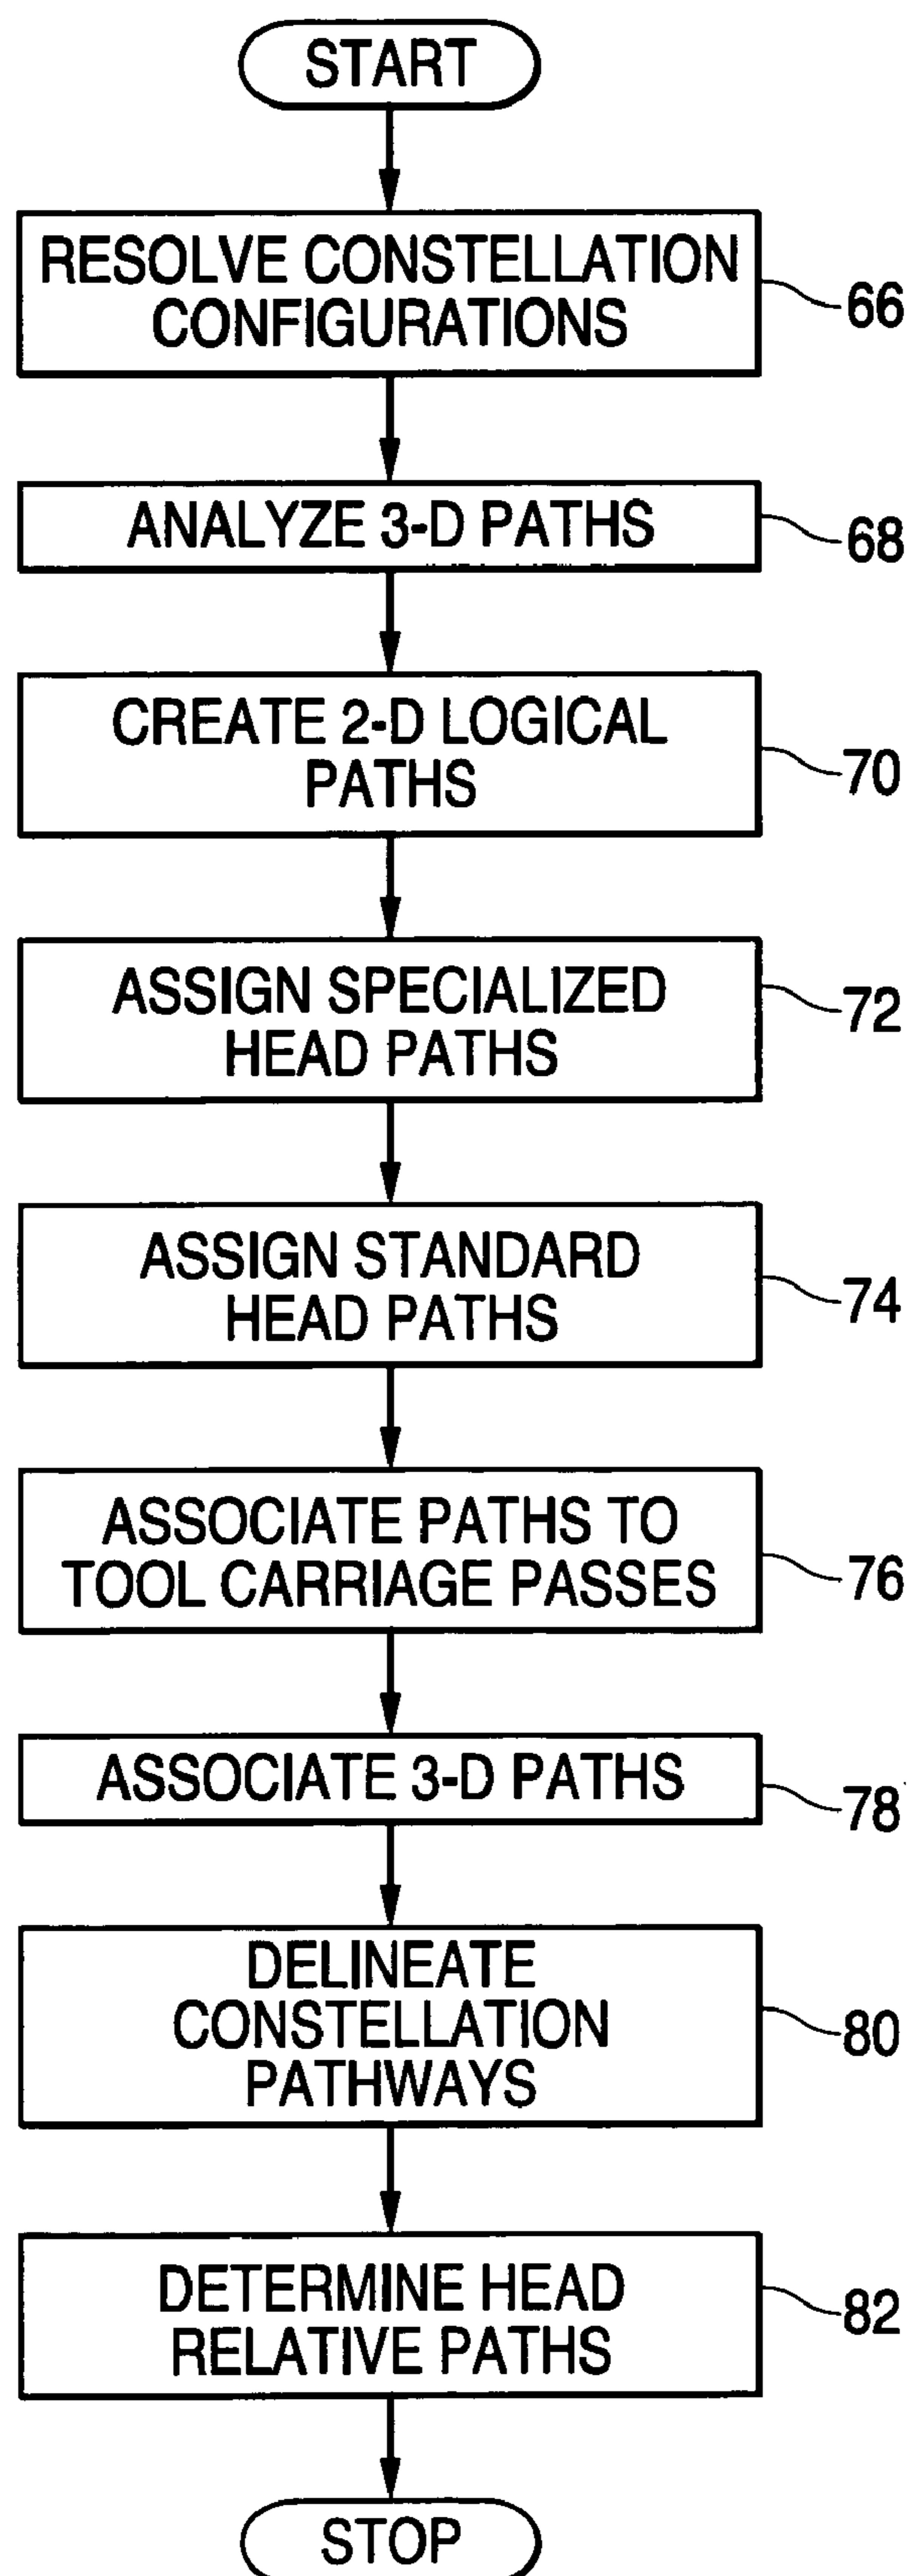 START
RESOLVE CONSTELLATION
CONFIGURATIONS
66
ANALYZE 3-D PATHS
68
CREATE 2-D LOGICAL
PATHS
70
ASSIGN SPECIALIZED
HEAD PATHS
72
ASSIGN STANDARD
HEAD PATHS
74
ASSOCIATE PATHS TO
TOOL CARRIAGE PASSES
76
ASSOCIATE 3-D PATHS
78
DELINEATE
CONSTELLATION
PATHWAYS
80
DETERMINE HEAD
RELATIVE PATHS
82
STOP